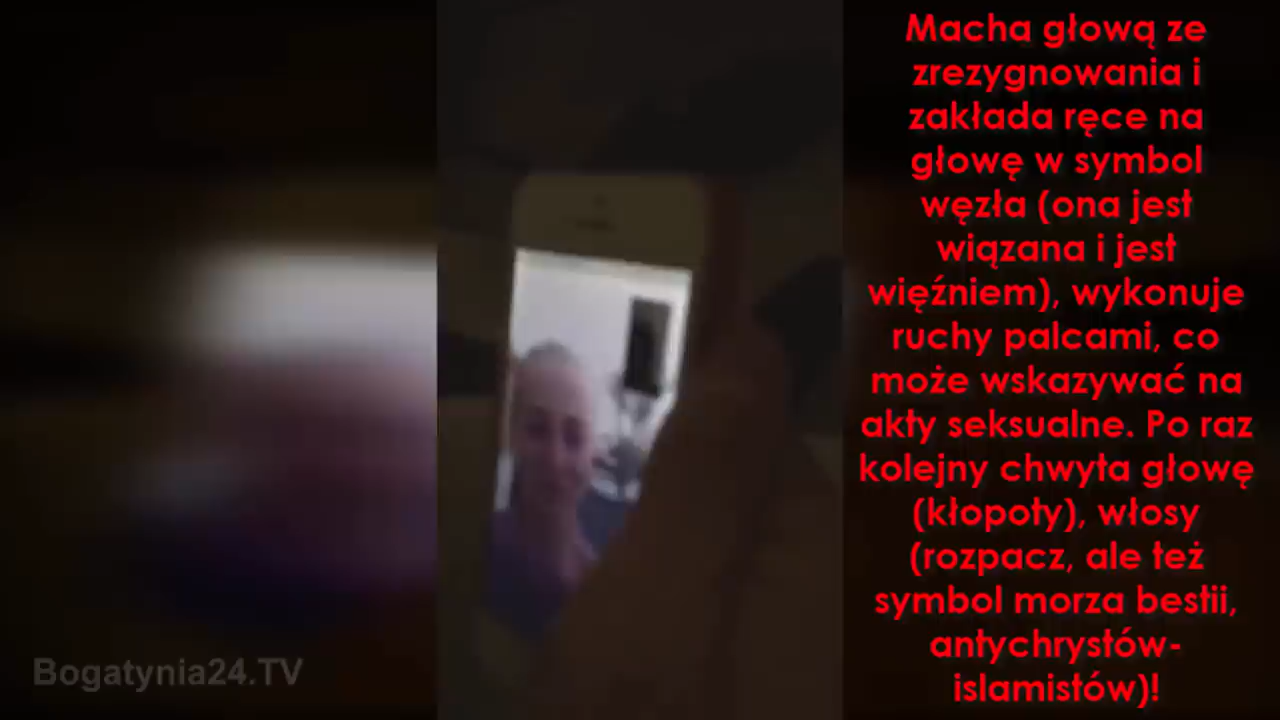 Macha głową ze
zrezygnowania i
zakłada ręce na
głowę w symbol
węzła (ona jest
wiązana i jest
więźniem), wykonuje
ruchy palcami, co
może wskazywać na
akty seksualne. Po raz
kolejny chwyta głowę
(kłopoty), włosy
(rozpacz, ale też
symbol morza bestii,
antychrystów-
islamistów)!
Bogatynia24.TV